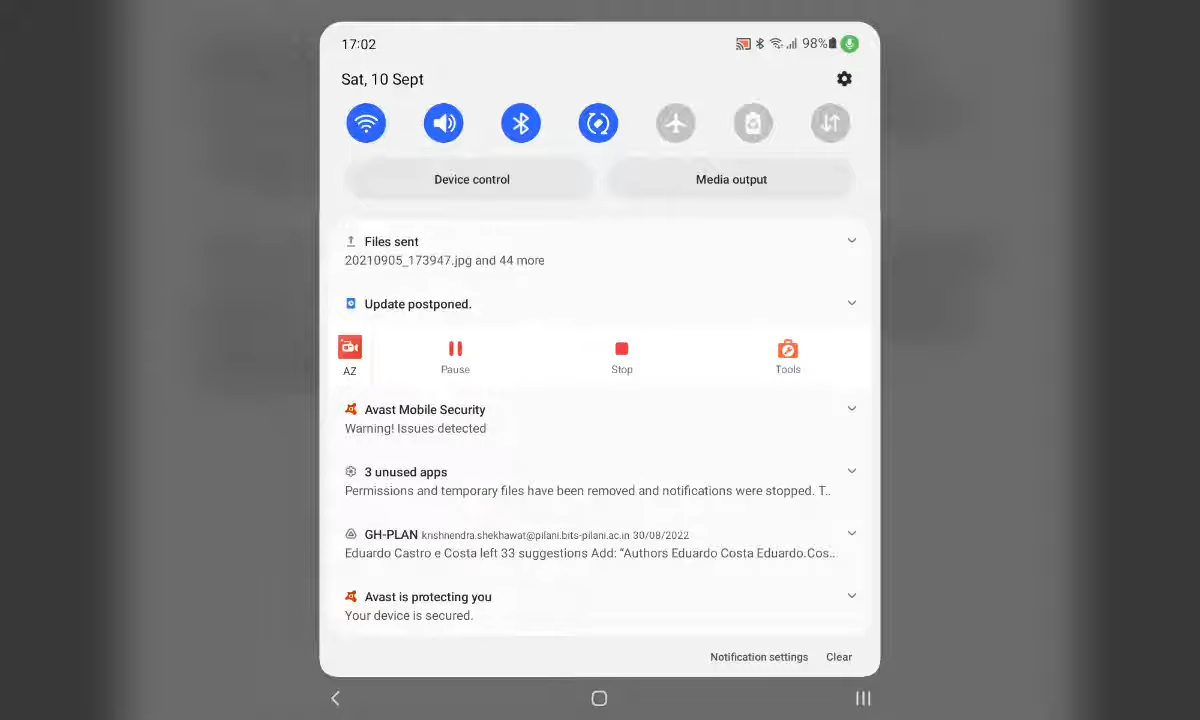 17:02
98%
Sat, 10 Sept
Device control
Media output
Files sent
20210905_173947.jpg and 44 more
Update postponed.
AZ
Pause
Stop
Tools
Avast Mobile Security
Warning! Issues detected
3 unused apps
Permissions and temporary files have been removed and notifications were stopped. T..
GH-PLAN krishnendra.shekhawat@pilani.bits-pilani.ac.in 30/08/2022
Eduardo Castro e Costa left 33 suggestions Add: “Authors Eduardo Costa Eduardo.Cos..
Avast is protecting you
Your device is secured.
Notification settings
Clear